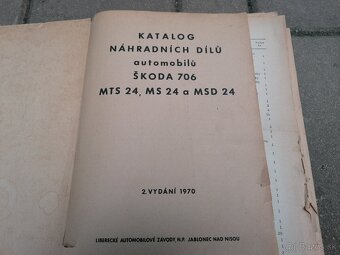 KATALOG
NÁHRADNÍCH DÍLŮ
automobilů
ŠKODA 706
MTS 24, MS 24 a MSD 24
2. VYDÁNÍ 1970
LIBERECKÉ AUTOMOBILOVÉ ZÁVODY, N.P. JABLONEC NAD NISOU